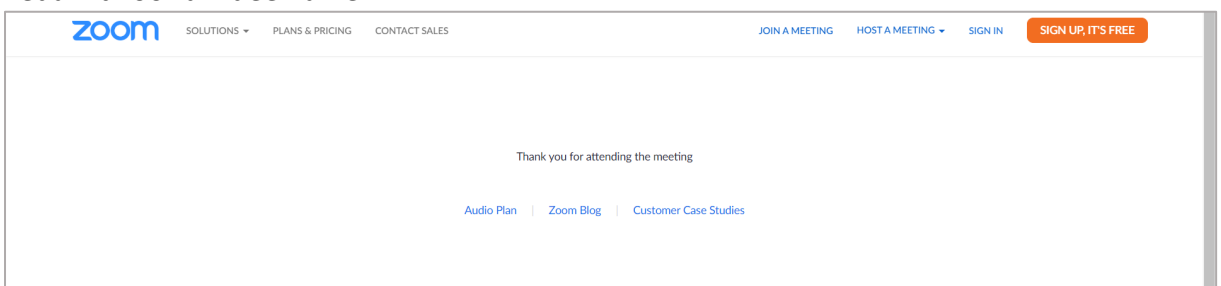 zoom SOLUTIONS PLANS & PRICING CONTACT SALES JOIN A MEETING HOST A MEETING SIGN IN SIGN UP, IT'S FREE
Thank you for attending the meeting
Audio Plan | Zoom Blog | Customer Case Studies